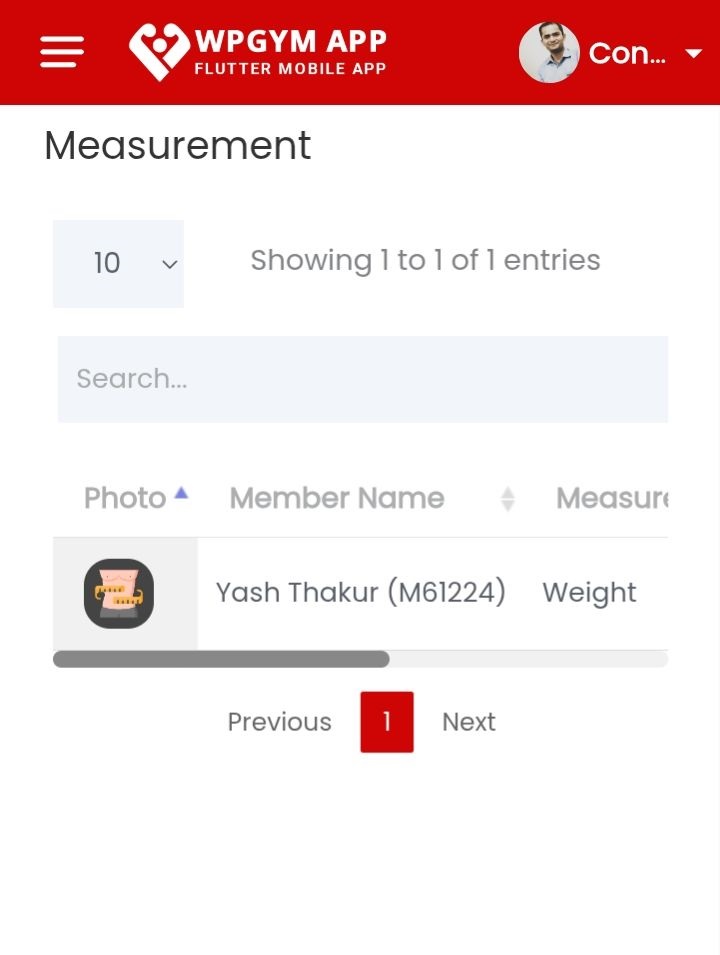 WPGYM APP
FLUTTER MOBILE APP
Con...
Measurement
10
Showing 1 to 1 of 1 entries
Search...
Photo Member Name Measure
Yash Thakur (M61224) Weight
Previous 1 Next